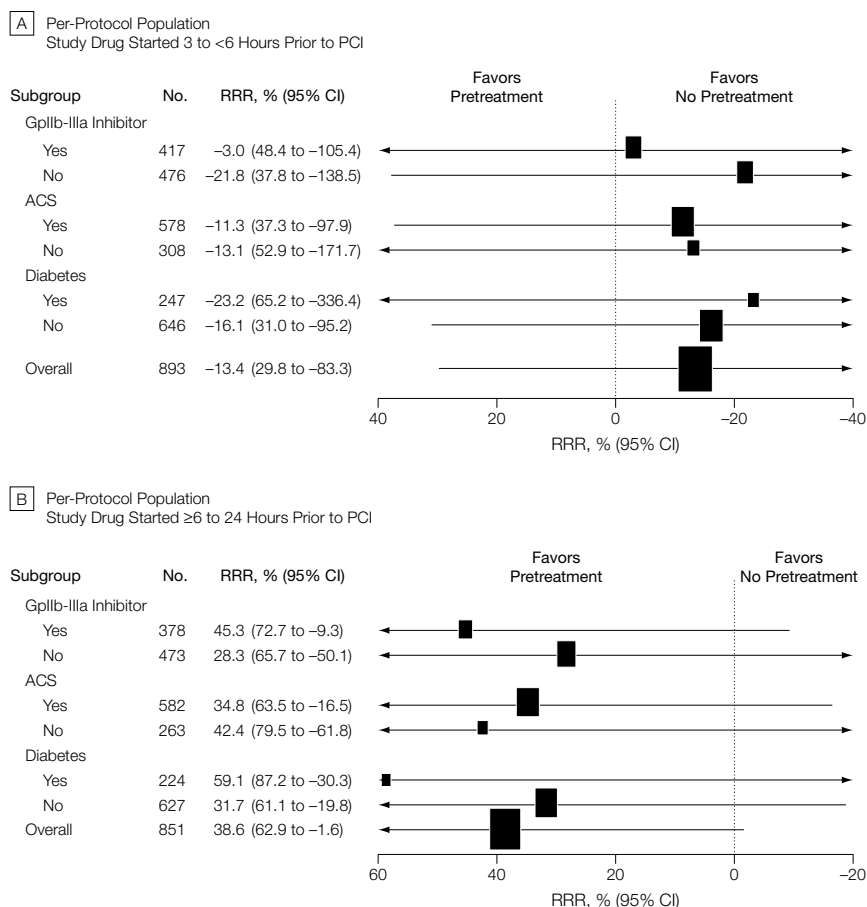 A Per-Protocol Population
Study Drug Started 3 to <6 Hours Prior to PCI
Favors Pretreatment Favors No Pretreatment
Subgroup No. RRR, % (95% CI)
GpIIb-IIIa Inhibitor
Yes 417 –3.0 (48.4 to –105.4)
No 476 –21.8 (37.8 to –138.5)
ACS
Yes 578 –11.3 (37.3 to –97.9)
No 308 –13.1 (52.9 to –171.7)
Diabetes
Yes 247 –23.2 (65.2 to –336.4)
No 646 –16.1 (31.0 to –95.2)
Overall 893 –13.4 (29.8 to –83.3)
40 20 0 –20 –40
RRR, % (95% CI)
B Per-Protocol Population
Study Drug Started ≥6 to 24 Hours Prior to PCI
Favors Pretreatment Favors No Pretreatment
Subgroup No. RRR, % (95% CI)
GpIIb-IIIa Inhibitor
Yes 378 45.3 (72.7 to –9.3)
No 473 28.3 (65.7 to –50.1)
ACS
Yes 582 34.8 (63.5 to –16.5)
No 263 42.4 (79.5 to –61.8)
Diabetes
Yes 224 59.1 (87.2 to –30.3)
No 627 31.7 (61.1 to –19.8)
Overall 851 38.6 (62.9 to –1.6)
60 40 20 0 –20
RRR, % (95% CI)